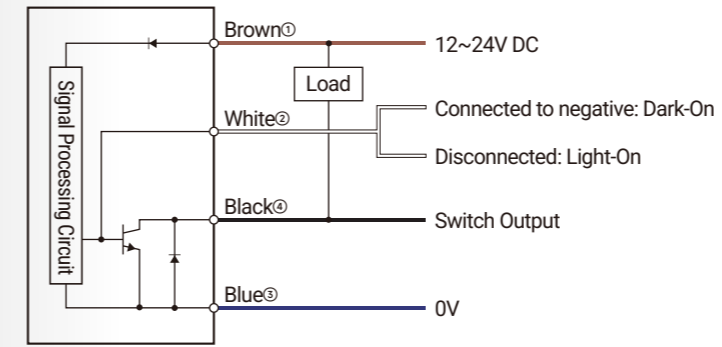 Brown①
12~24V DC
Load
Signal Processing Circuit
White②
Connected to negative: Dark-On
Disconnected: Light-On
Black④
Switch Output
Blue③
0V